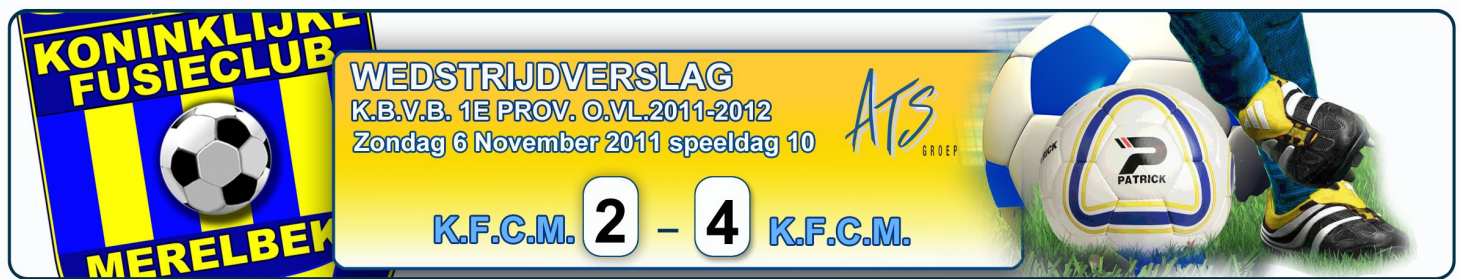 KONINKLIJKE
FUSIECLUB
MERELBEK
WEDSTRIJDVERSLAG
K.B.V.B. 1E PROV. O.VL.2011-2012
Zondag 6 November 2011 speeldag 10
ATS
GROEP
K.F.C.M. 2 – 4 K.F.C.M.
PATRICK